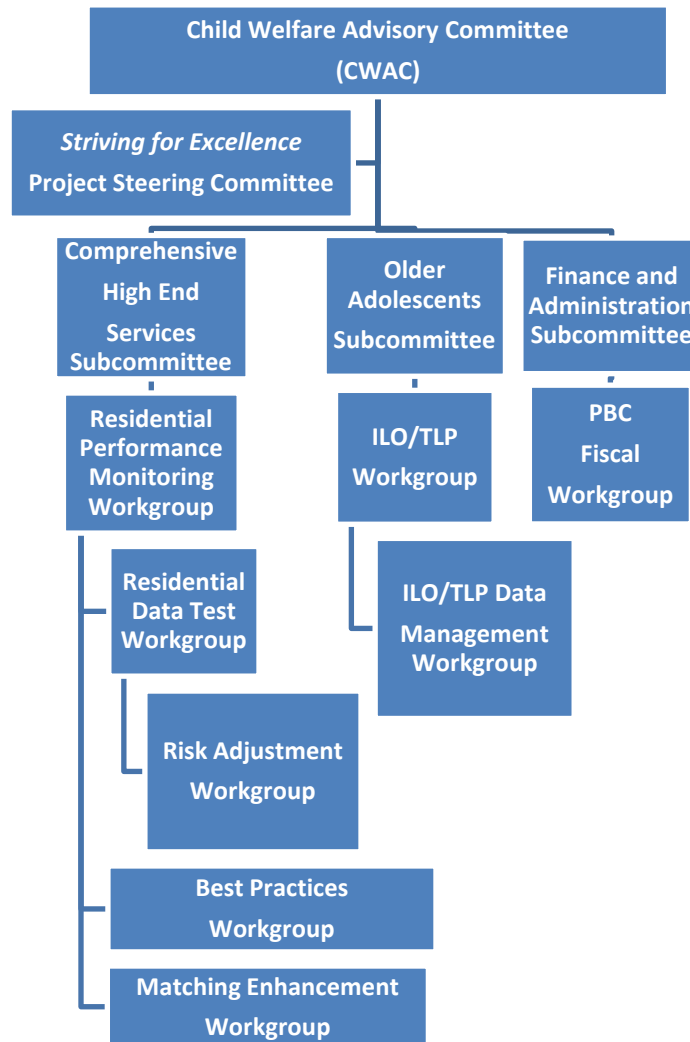 Child Welfare Advisory Committee
(CWAC)
Striving for Excellence
Project Steering Committee
Comprehensive
High End
Services
Subcommittee
Older
Adolescents
Subcommittee
Finance and
Administration
Subcommittee
Residential
Performance
Monitoring
Workgroup
ILO/TLP
Workgroup
PBC
Fiscal
Workgroup
Residential
Data Test
Workgroup
ILO/TLP Data
Management
Workgroup
Risk Adjustment
Workgroup
Best Practices
Workgroup
Matching Enhancement
Workgroup